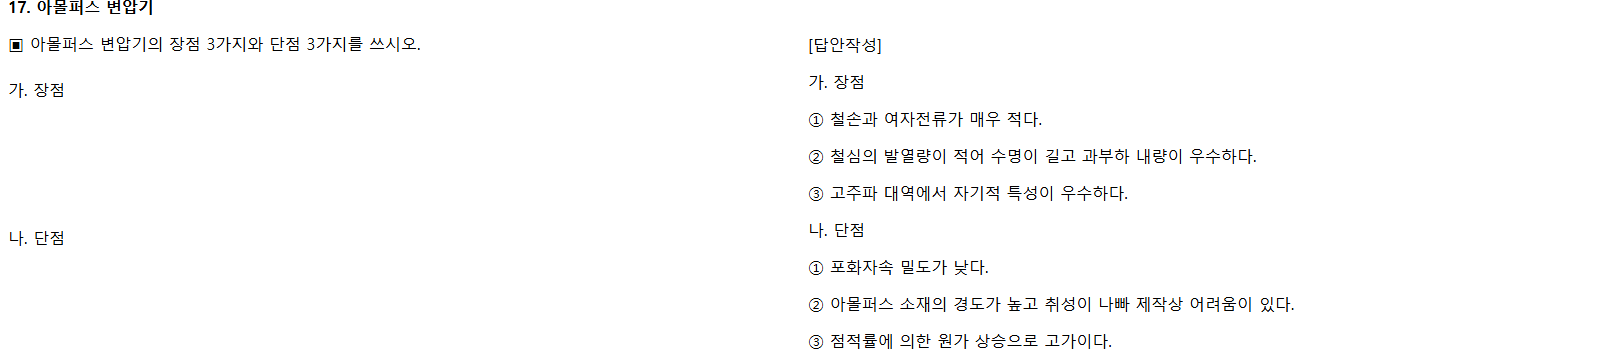 17. 아몰퍼스 변압기
▣ 아몰퍼스 변압기의 장점 3가지와 단점 3가지를 쓰시오.
가. 장점
나. 단점
[답안작성]
가. 장점
① 철손과 여자전류가 매우 적다.
② 철심의 발열량이 적어 수명이 길고 과부하 내량이 우수하다.
③ 고주파 대역에서 자기적 특성이 우수하다.
나. 단점
① 포화자속 밀도가 낮다.
② 아몰퍼스 소재의 경도가 높고 취성이 나빠 제작상 어려움이 있다.
③ 점적률에 의한 원가 상승으로 고가이다.